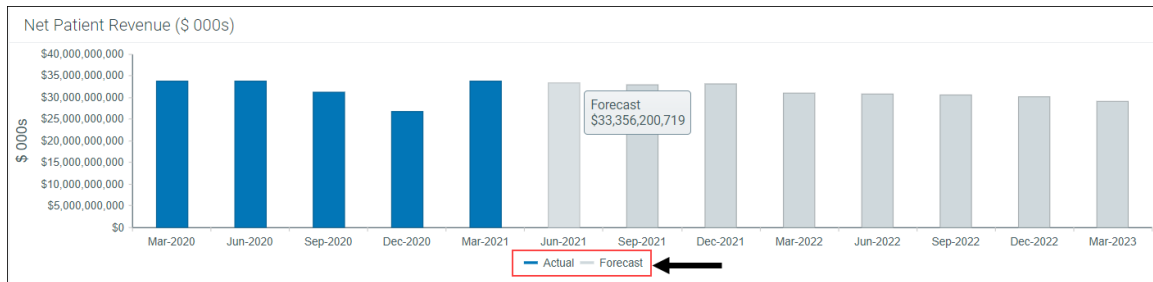 Net Patient Revenue ($ 000s)
$40,000,000,000
$35,000,000,000
$30,000,000,000
$25,000,000,000
$20,000,000,000
$15,000,000,000
$10,000,000,000
$5,000,000,000
$0
$ 000s
Forecast
$33,356,200,719
Mar-2020 Jun-2020 Sep-2020 Dec-2020 Mar-2021 Jun-2021 Sep-2021 Dec-2021 Mar-2022 Jun-2022 Sep-2022 Dec-2022 Mar-2023
Actual Forecast